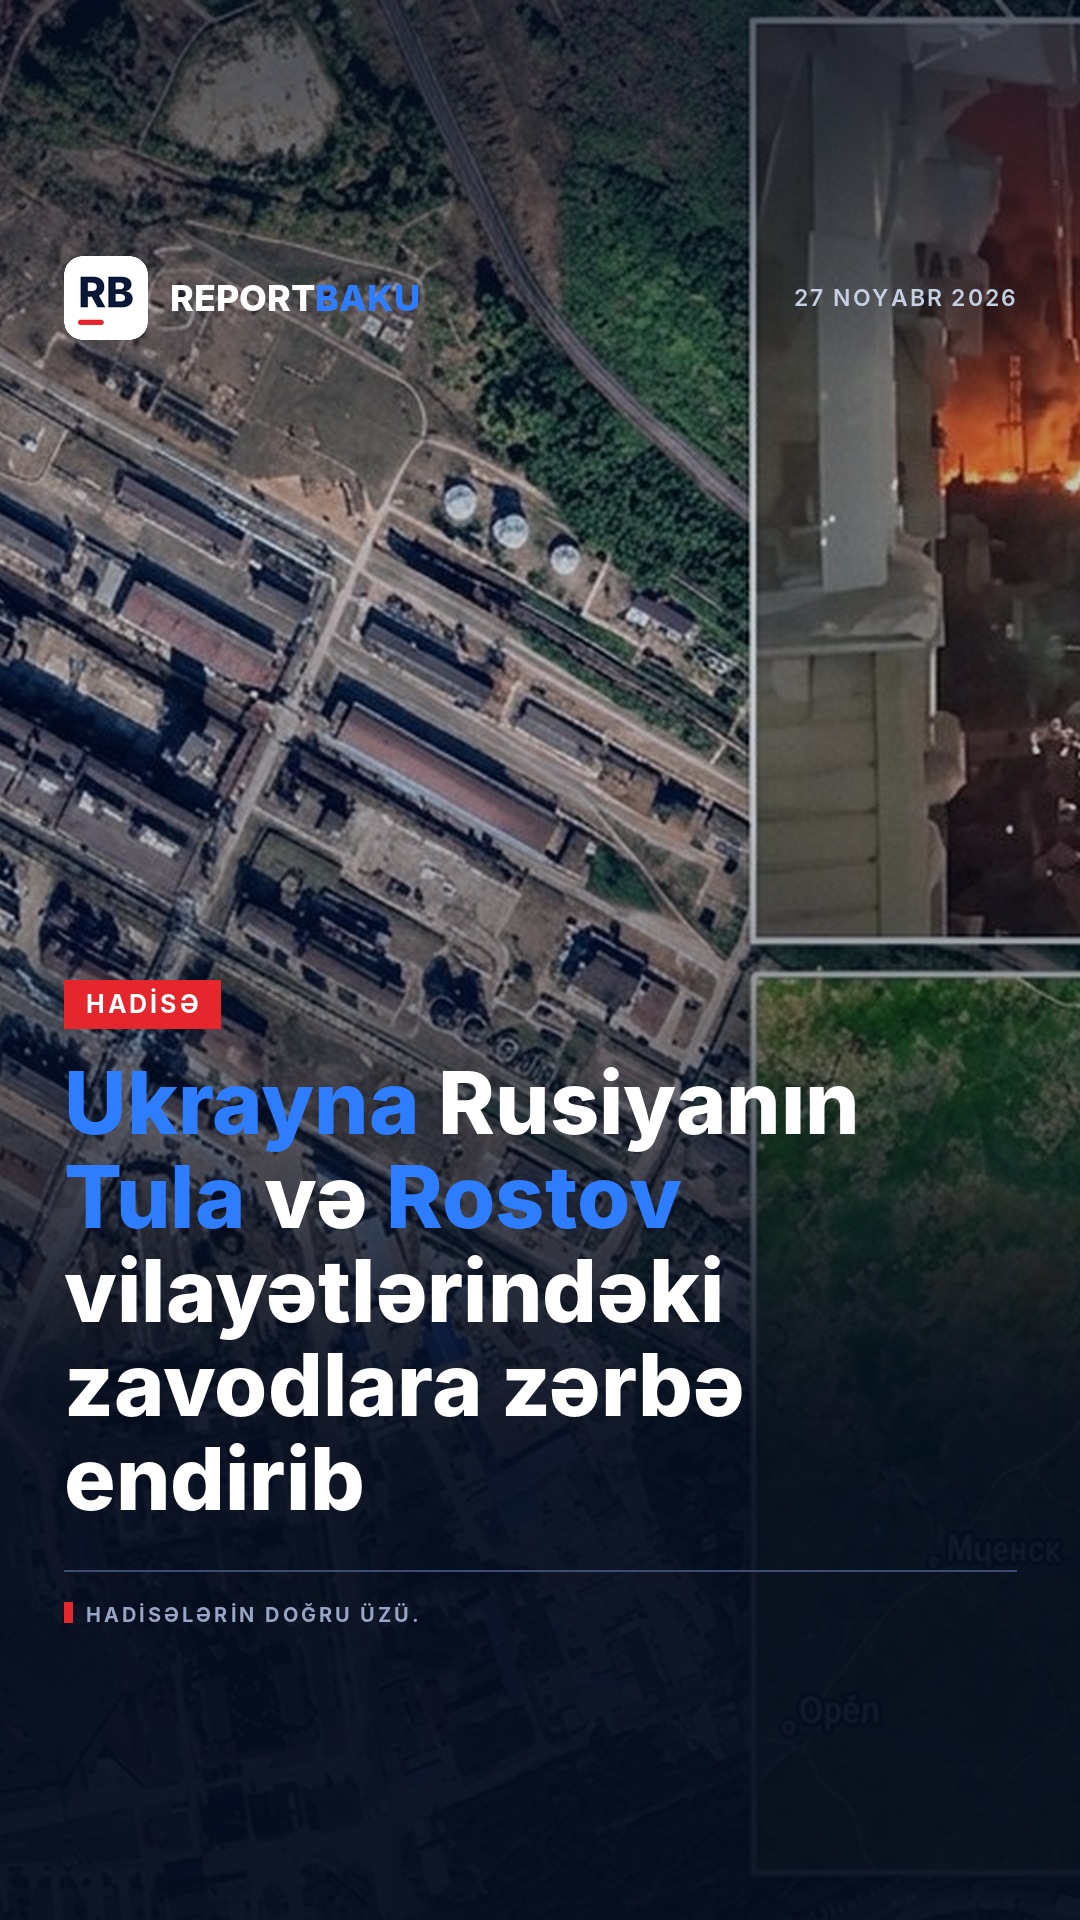 RB
REPORTBAKU
27 NOYABR 2026
HADİSƏ
Ukrayna Rusiyanın
Tula və Rostov
vilayətlərindəki
zavodlara zərbə
endirib
Мценск
HADİSƏLƏRİN DOĞRU ÜZÜ.
Орёл